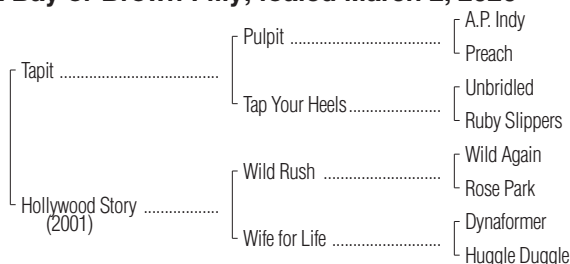 Bay or Brown Filly; foaled March 2, 2020
A.P. Indy
Pulpit
Preach
Tapit
Unbridled
Tap Your Heels
Ruby Slippers
Wild Again
Wild Rush
Rose Park
Hollywood Story
(2001)
Dynaformer
Wife for Life
Huggle Duggle